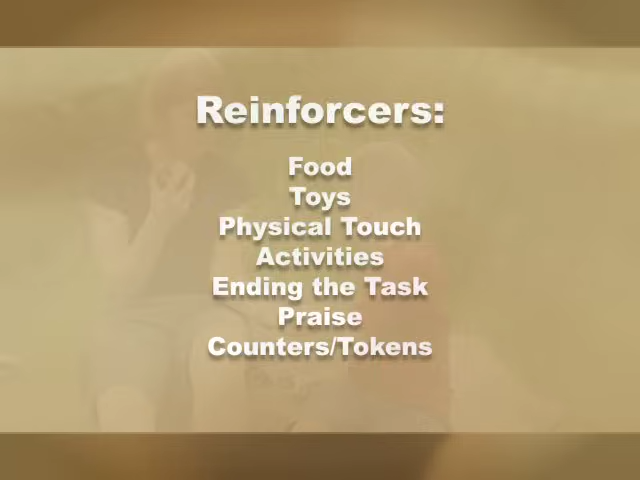 Reinforcers:
Food
Toys
Physical Touch
Activities
Ending the Task
Praise
Counters/Tokens